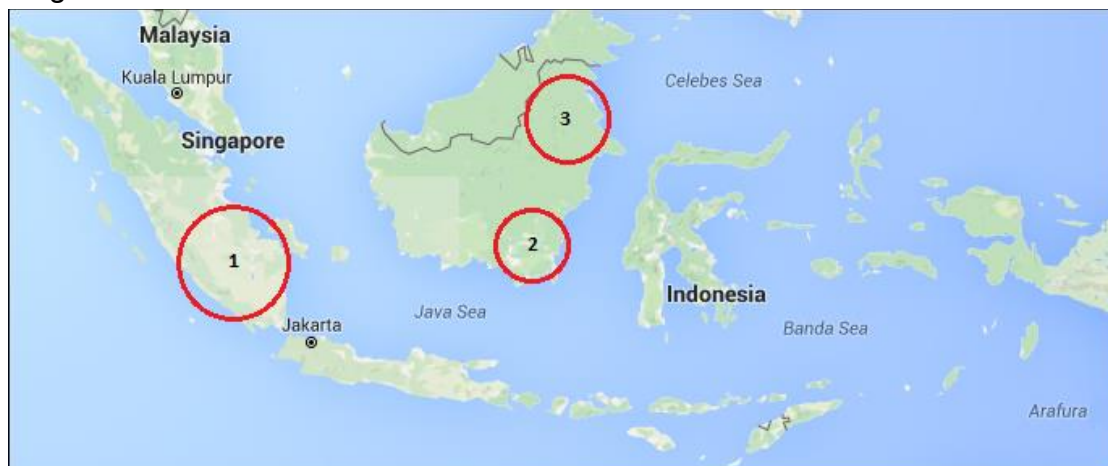 Malaysia
Kuala Lumpur
Singapore
Celebes Sea
3
2
1
Indonesia
Java Sea
Jakarta
Banda Sea
Arafura